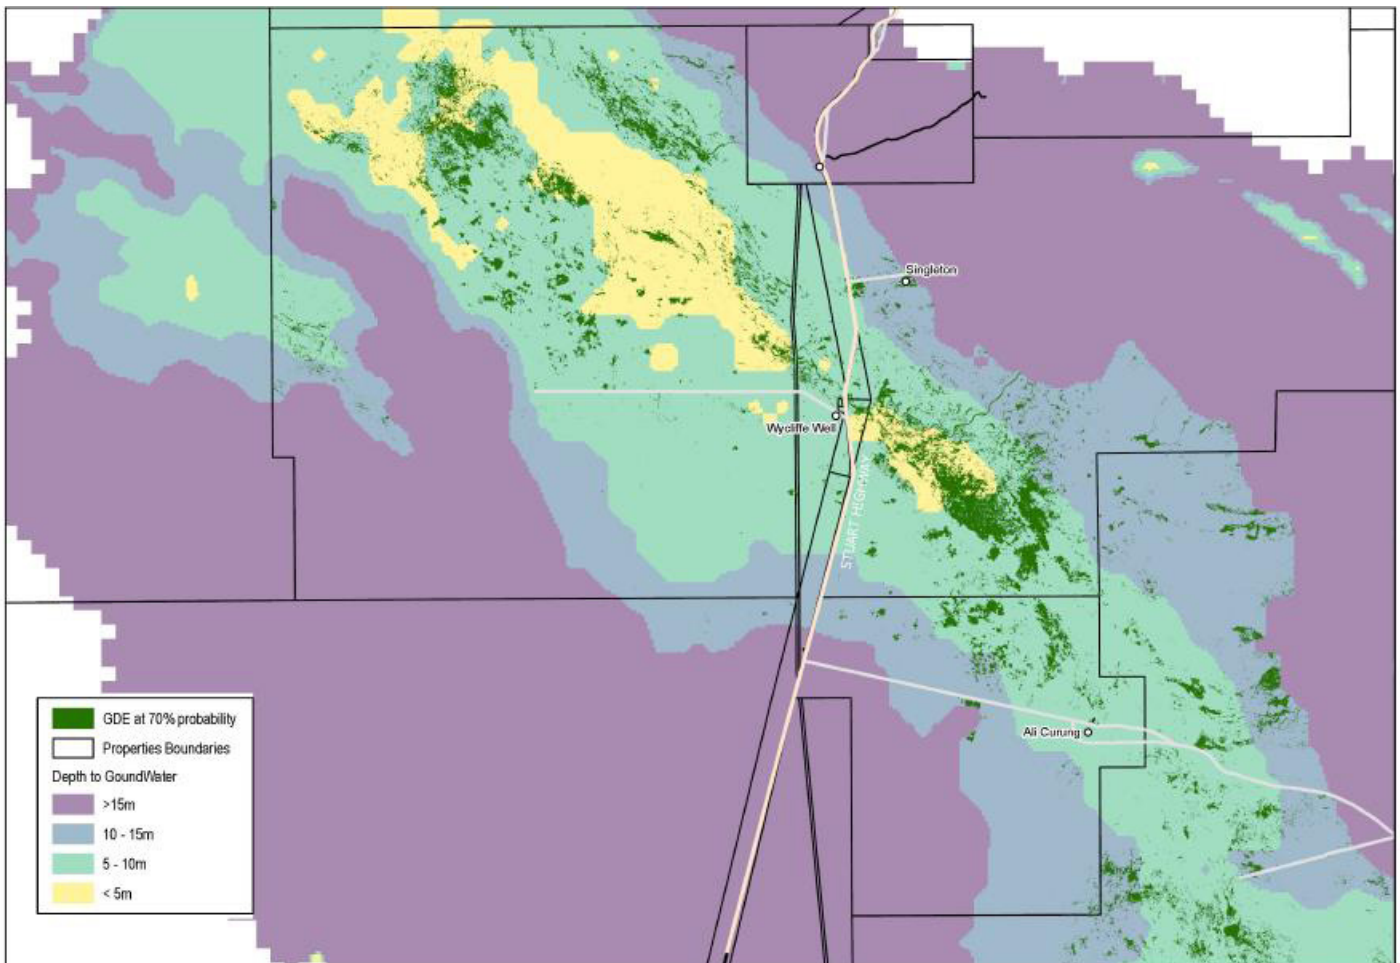 Singleton
Wycliffe Well
STUART HIGHWAY
Ali Curung
GDE at 70% probability
Properties Boundaries
Depth to GoundWater
>15m
10 - 15m
5 - 10m
< 5m